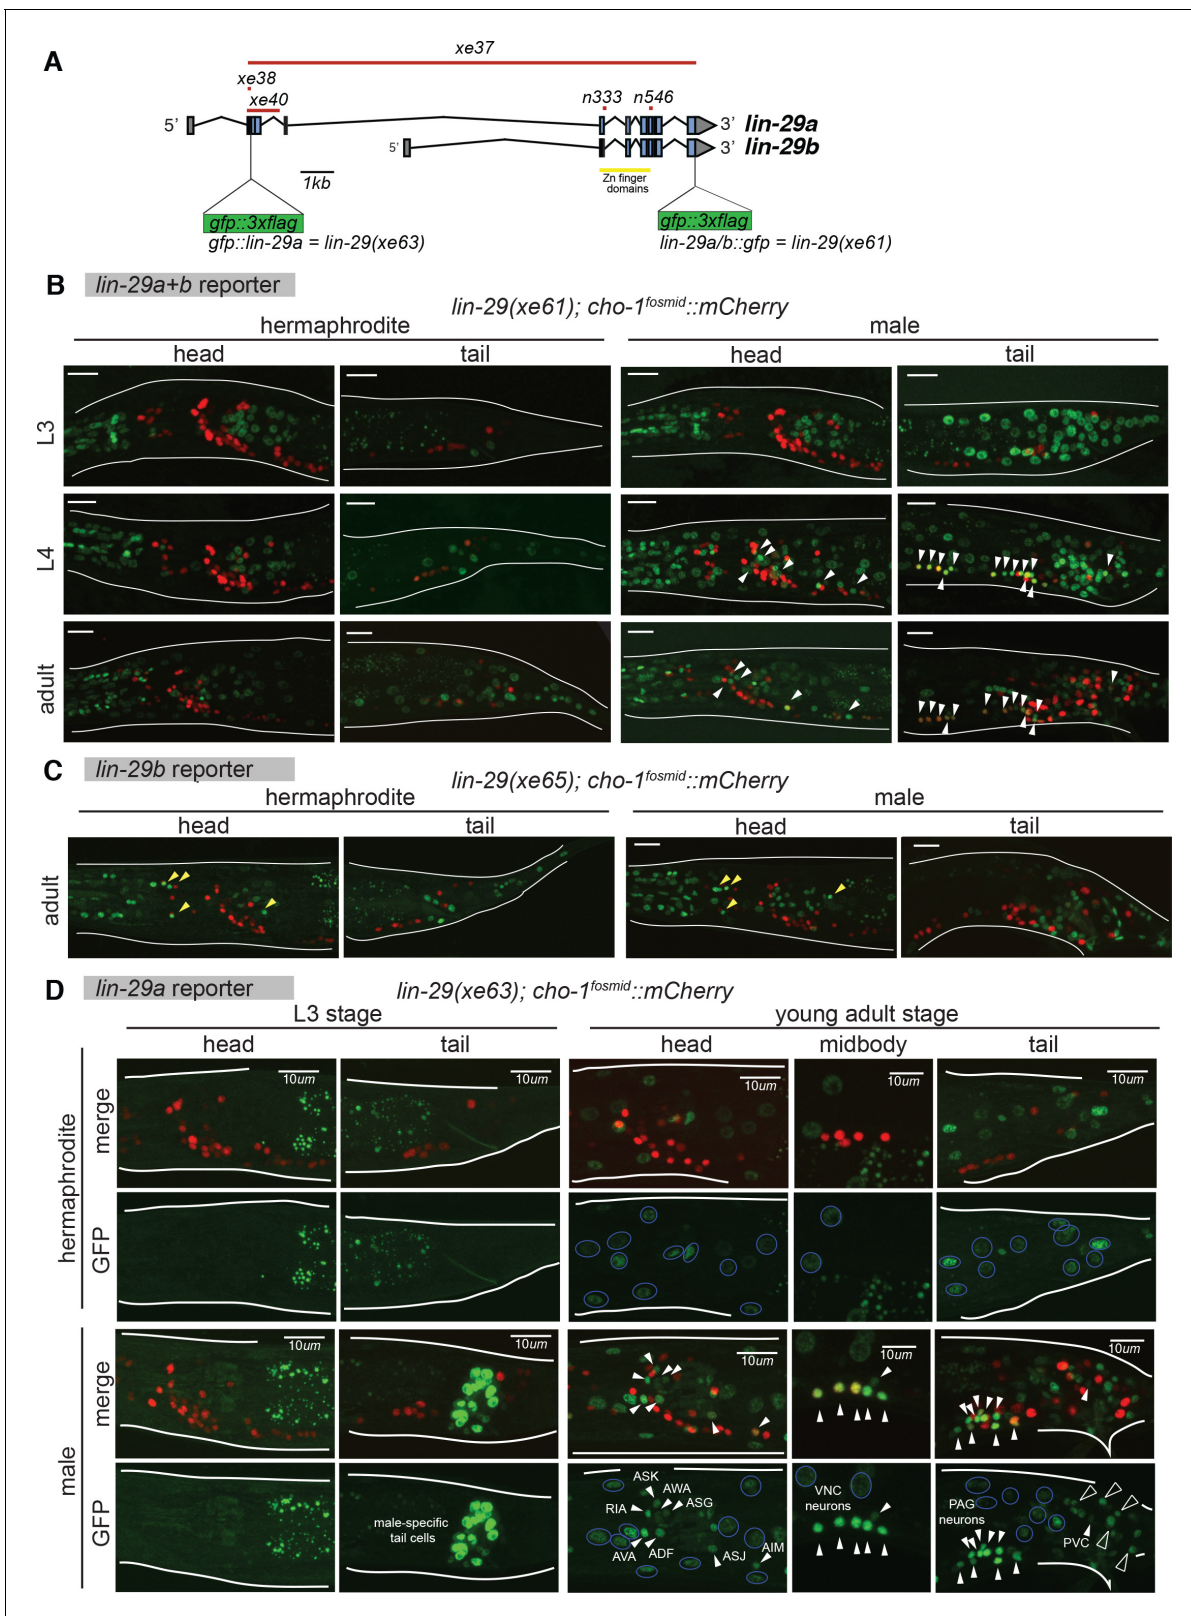 A
xe37
xe38
xe40
n333 n546
5’ 3’ lin-29a
5’ 3’ lin-29b
1kb
Zn finger
domains
gfp::3xflag gfp::3xflag
gfp::lin-29a = lin-29(xe63) lin-29a/b::gfp = lin-29(xe61)
B lin-29a+b reporter
lin-29(xe61); cho-1fosmid::mCherry
hermaphrodite male
head tail head tail
L3
L4
adult
C lin-29b reporter
lin-29(xe65); cho-1fosmid::mCherry
hermaphrodite male
head tail head tail
adult
D lin-29a reporter
lin-29(xe63); cho-1fosmid::mCherry
L3 stage young adult stage
head tail head midbody tail
hermaphrodite
merge
10um 10um 10um 10um 10um
GFP
male
merge
10um 10um 10um 10um 10um
GFP
male-specific
tail cells
ASK
AWA
RIA ASG
AVA ADF ASJ AIM
VNC
neurons
PAG
neurons
PVC